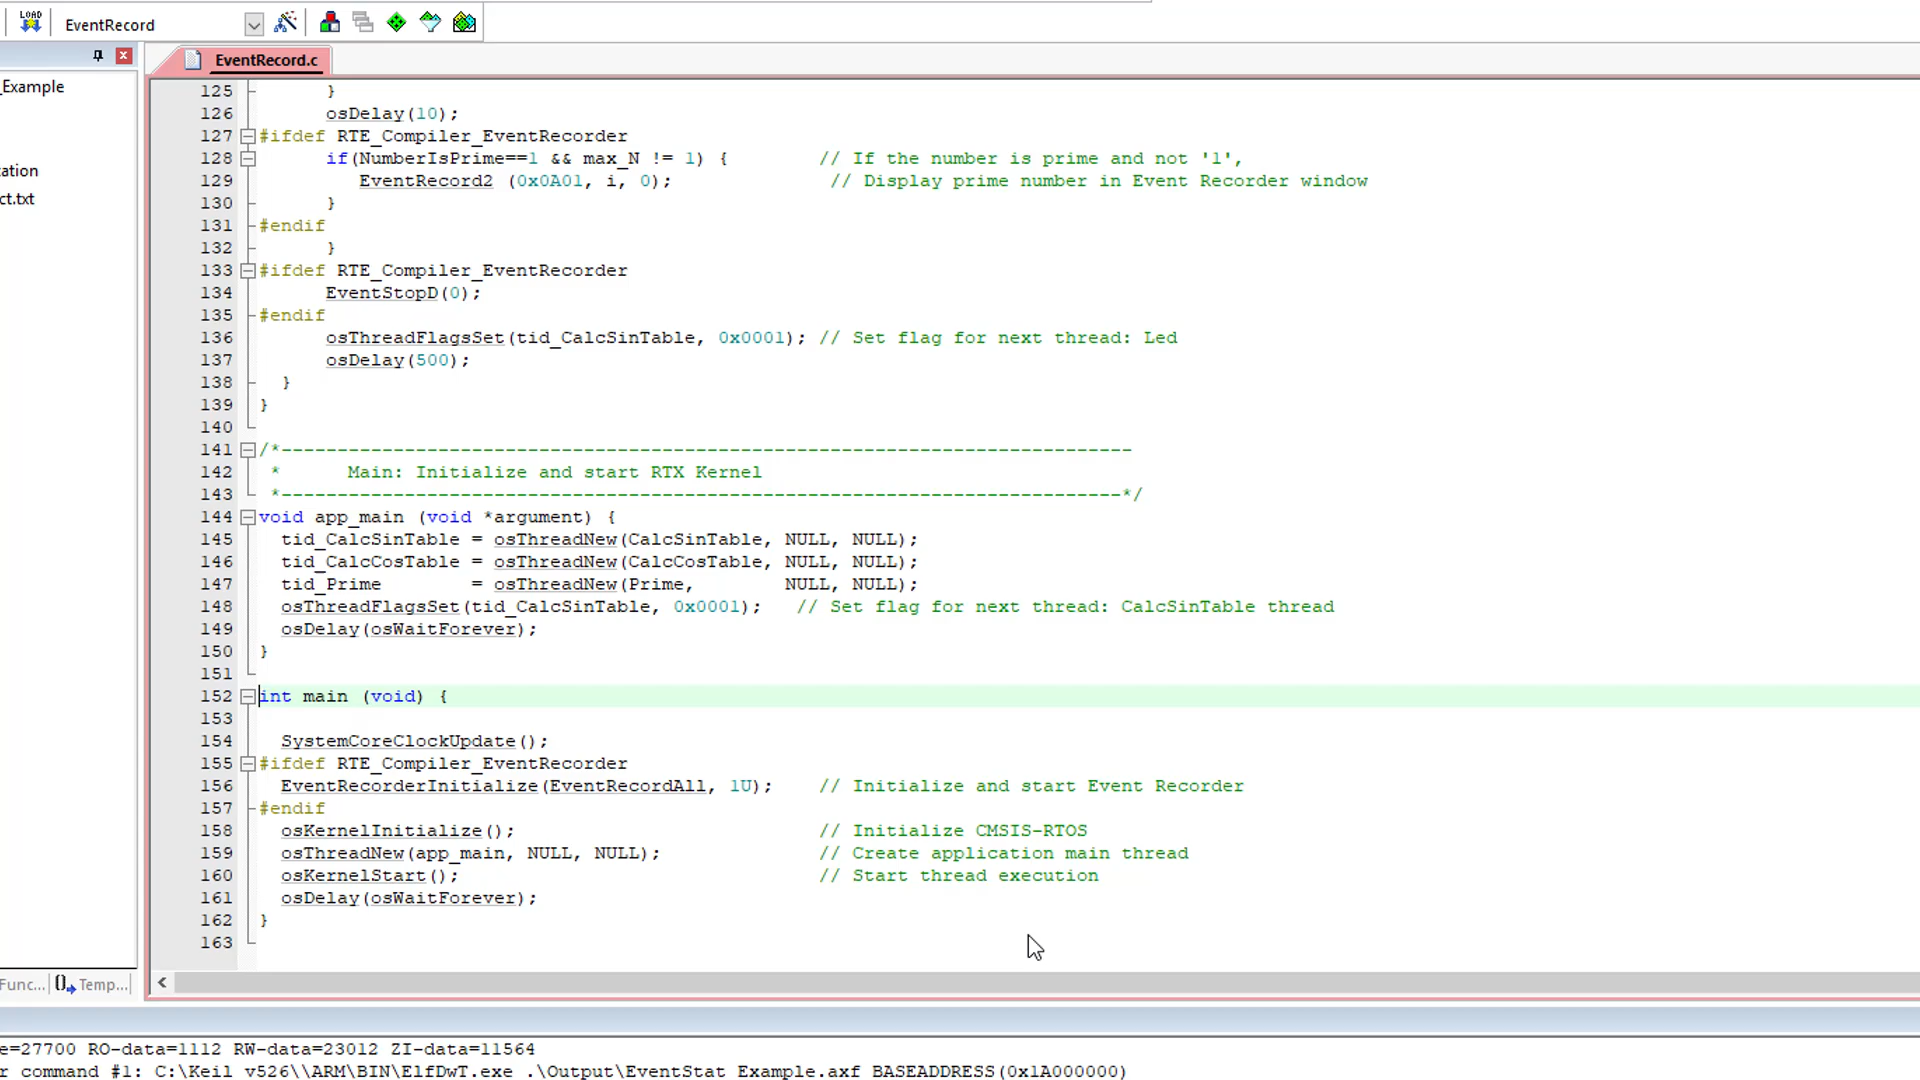 LOAD
EventRecord
EventRecord.c
_Example
ation
ct.txt
125 }
126 osDelay(10);
127 #ifdef RTE_Compiler_EventRecorder
128 if(NumberIsPrime==1 && max_N != 1) { // If the number is prime and not '1',
129 EventRecord2 (0x0A01, i, 0); // Display prime number in Event Recorder window
130 }
131 #endif
132 }
133 #ifdef RTE_Compiler_EventRecorder
134 EventStopD(0);
135 #endif
136 osThreadFlagsSet(tid_CalcSinTable, 0x0001); // Set flag for next thread: Led
137 osDelay(500);
138 }
139 }
140
141 /*----------------------------------------------------------------------------
142 * Main: Initialize and start RTX Kernel
143 *---------------------------------------------------------------------------*/
144 void app_main (void *argument) {
145 tid_CalcSinTable = osThreadNew(CalcSinTable, NULL, NULL);
146 tid_CalcCosTable = osThreadNew(CalcCosTable, NULL, NULL);
147 tid_Prime = osThreadNew(Prime, NULL, NULL);
148 osThreadFlagsSet(tid_CalcSinTable, 0x0001); // Set flag for next thread: CalcSinTable thread
149 osDelay(osWaitForever);
150 }
151
152 int main (void) {
153
154 SystemCoreClockUpdate();
155 #ifdef RTE_Compiler_EventRecorder
156 EventRecorderInitialize(EventRecordAll, 1U); // Initialize and start Event Recorder
157 #endif
158 osKernelInitialize(); // Initialize CMSIS-RTOS
159 osThreadNew(app_main, NULL, NULL); // Create application main thread
160 osKernelStart(); // Start thread execution
161 osDelay(osWaitForever);
162 }
163
Func... Temp...
e=27700 RO-data=1112 RW-data=23012 ZI-data=11564
r command #1: C:\Keil v526\\ARM\BIN\ElfDwT.exe .\Output\EventStat Example.axf BASEADDRESS(0x1A000000)